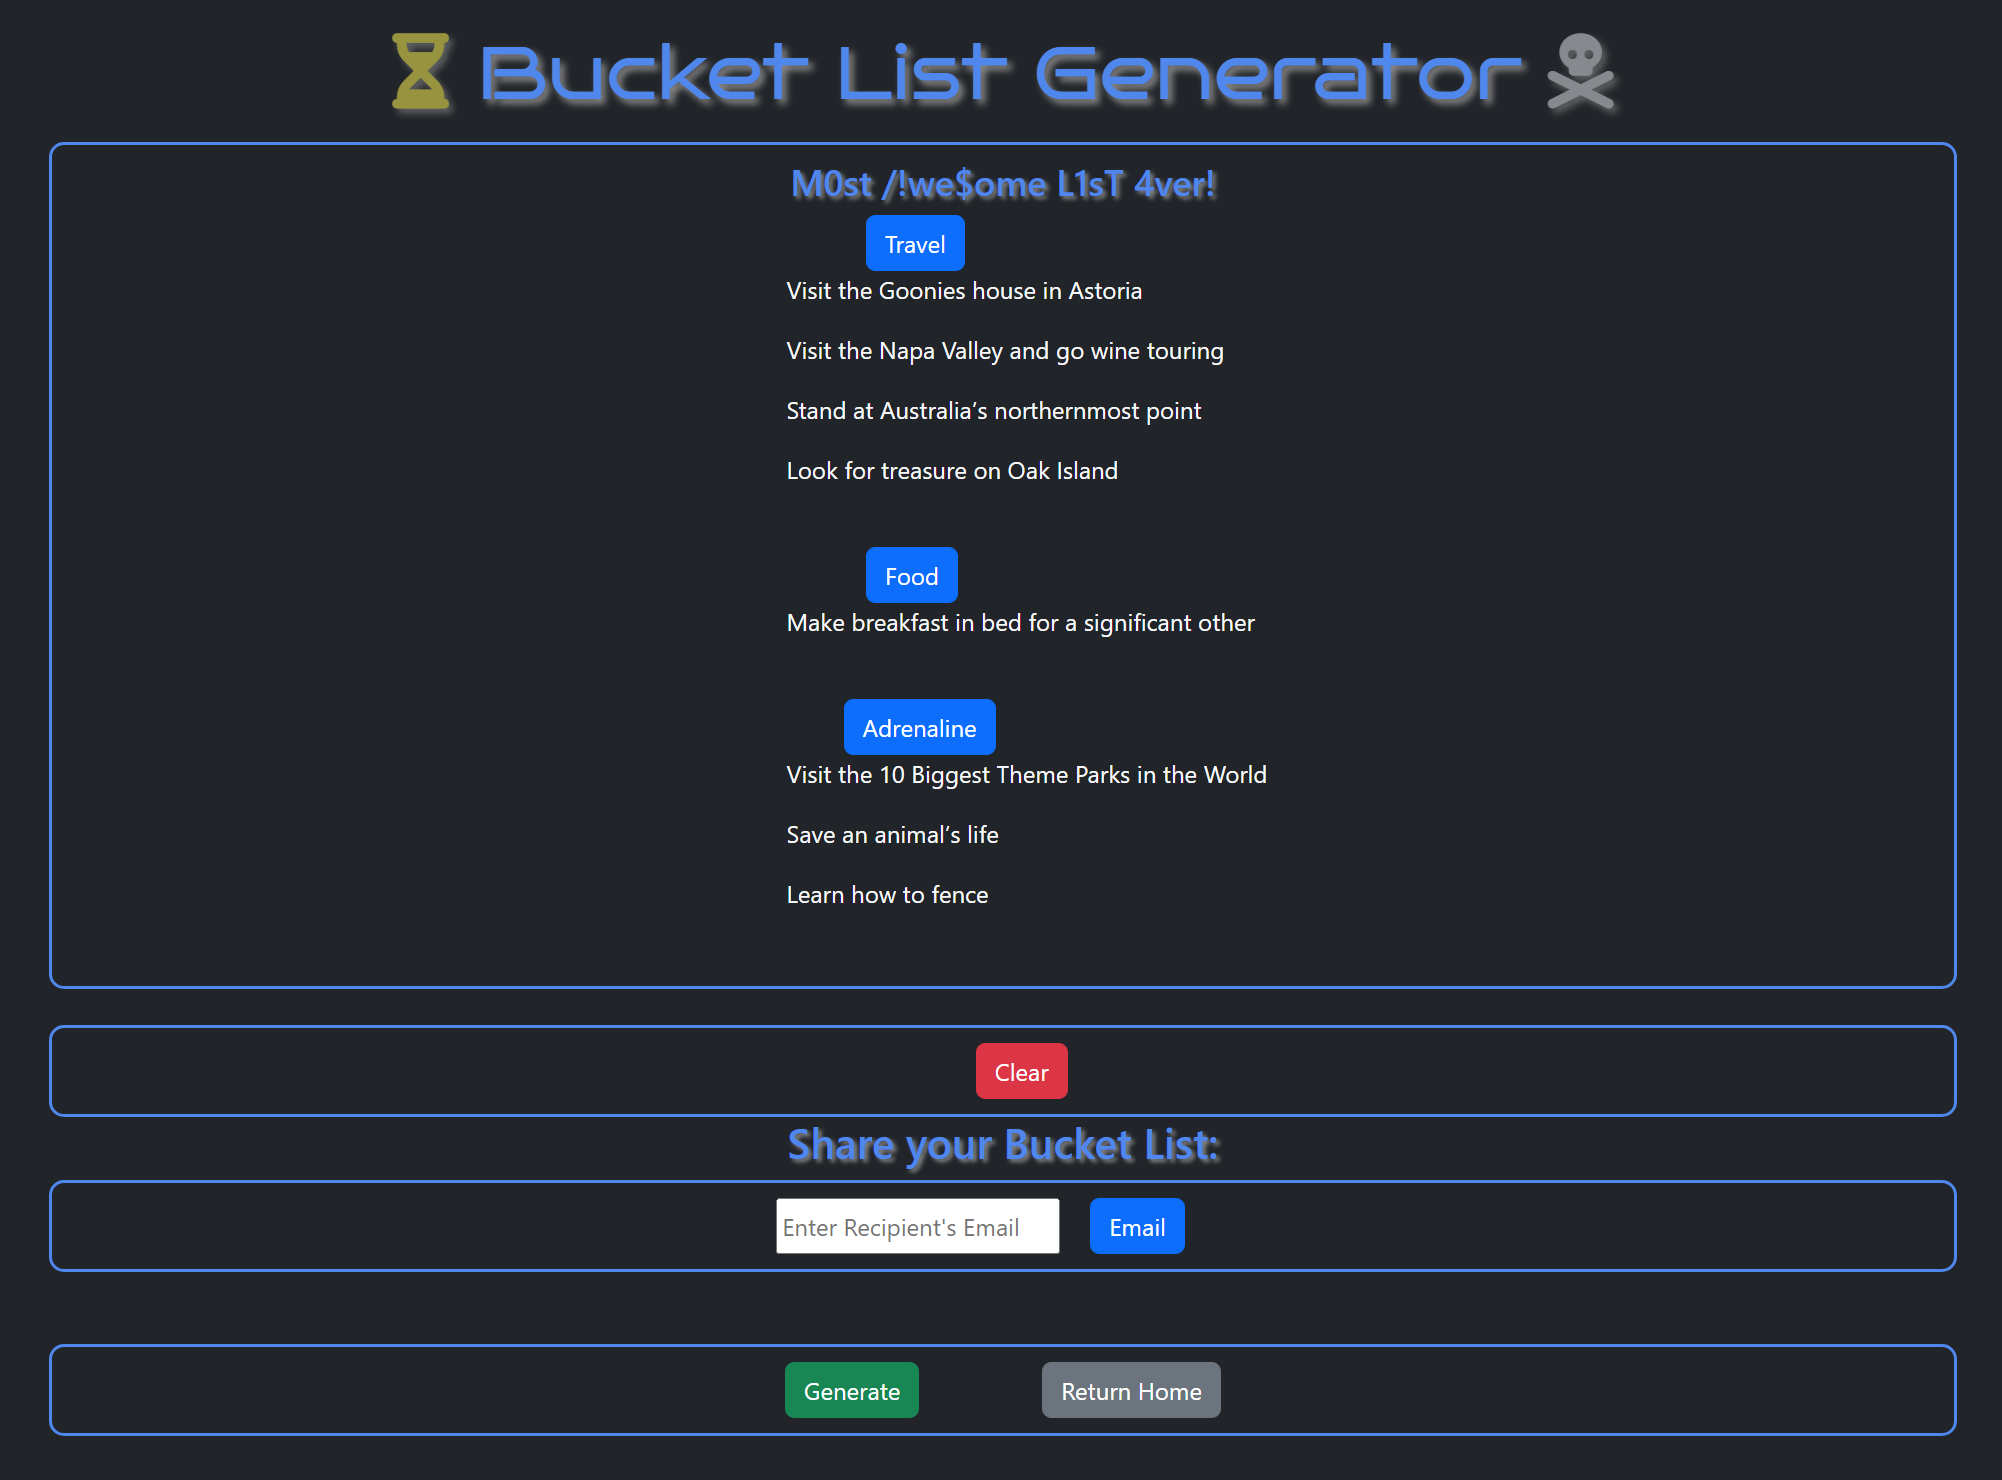 Bucket List Generator
M0st /!we$ome L1sT 4ver!
Travel
Visit the Goonies house in Astoria
Visit the Napa Valley and go wine touring
Stand at Australia’s northernmost point
Look for treasure on Oak Island
Food
Make breakfast in bed for a significant other
Adrenaline
Visit the 10 Biggest Theme Parks in the World
Save an animal’s life
Learn how to fence
Clear
Share your Bucket List:
Enter Recipient's Email Email
Generate Return Home